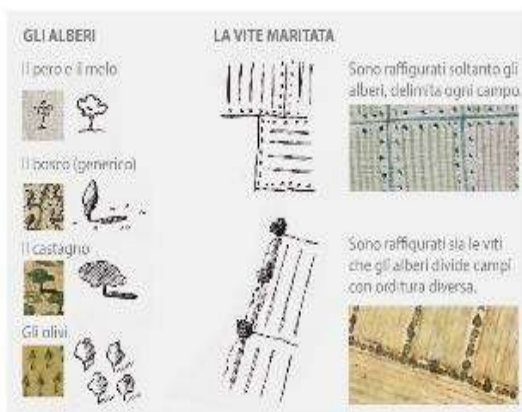 GLI ALBERI
Il pero e il melo
Il bosco (generico)
Il castagno
Gli olivi
LA VITE MARITATA
Sono raffigurati soltanto gli
alberi, delimita ogni campo.
Sono raffigurati sia le viti
che gli alberi divide campi
con orditura diversa.